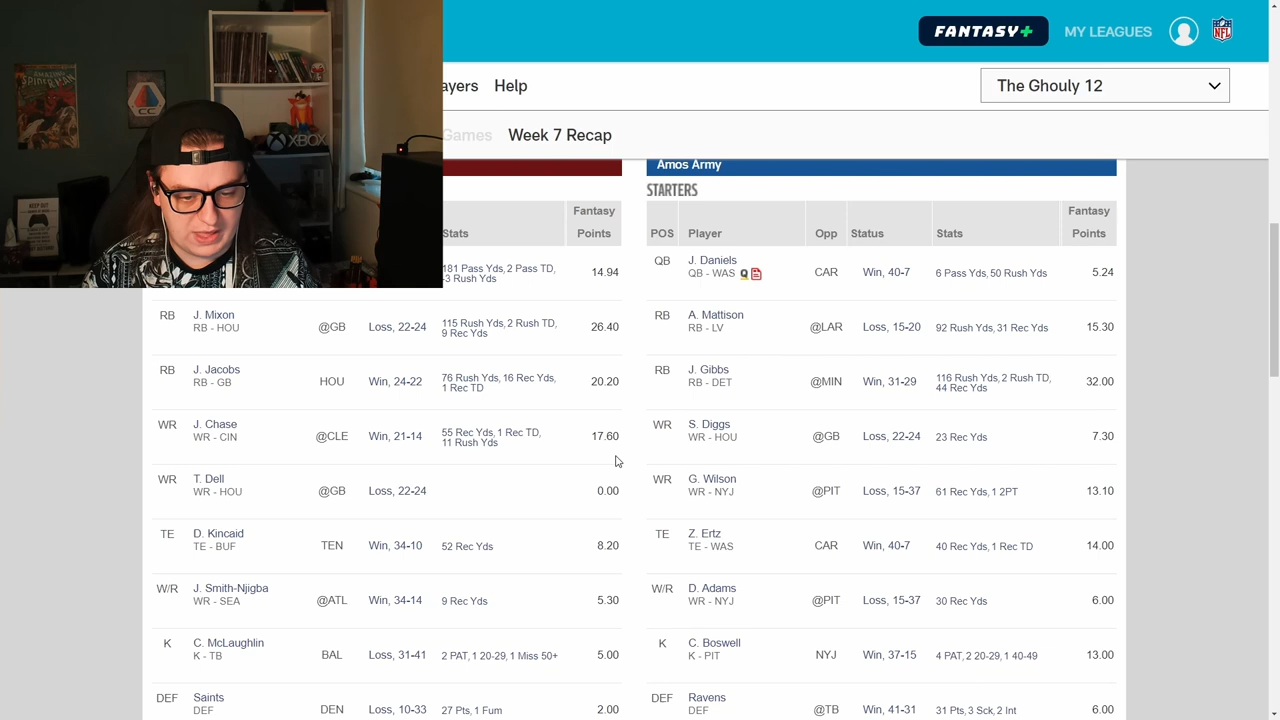 AMAZING
SPIDER-MAN
CC
XBOX
KEEP
OUT
FANTASY+
MY LEAGUES
NFL
ayers
Help
The Ghouly 12
Games
Week 7 Recap
Amos Army
STARTERS
Stats
Fantasy
Points
181 Pass Yds, 2 Pass TD,
-3 Rush Yds
14.94
RB
J. Mixon
RB - HOU
@GB
Loss, 22-24
115 Rush Yds, 2 Rush TD,
9 Rec Yds
26.40
RB
J. Jacobs
RB - GB
HOU
Win, 24-22
76 Rush Yds, 16 Rec Yds,
1 Rec TD
20.20
WR
J. Chase
WR - CIN
@CLE
Win, 21-14
55 Rec Yds, 1 Rec TD,
11 Rush Yds
17.60
WR
T. Dell
WR - HOU
@GB
Loss, 22-24
0.00
TE
D. Kincaid
TE - BUF
TEN
Win, 34-10
52 Rec Yds
8.20
W/R
J. Smith-Njigba
WR - SEA
@ATL
Win, 34-14
9 Rec Yds
5.30
K
C. McLaughlin
K - TB
BAL
Loss, 31-41
2 PAT, 1 20-29, 1 Miss 50+
5.00
DEF
Saints
DEF
DEN
Loss, 10-33
27 Pts, 1 Fum
2.00
POS
Player
Opp
Status
Stats
Fantasy
Points
QB
J. Daniels
QB - WAS Q
CAR
Win, 40-7
6 Pass Yds, 50 Rush Yds
5.24
RB
A. Mattison
RB - LV
@LAR
Loss, 15-20
92 Rush Yds, 31 Rec Yds
15.30
RB
J. Gibbs
RB - DET
@MIN
Win, 31-29
116 Rush Yds, 2 Rush TD,
44 Rec Yds
32.00
WR
S. Diggs
WR - HOU
@GB
Loss, 22-24
23 Rec Yds
7.30
WR
G. Wilson
WR - NYJ
@PIT
Loss, 15-37
61 Rec Yds, 1 2PT
13.10
TE
Z. Ertz
TE - WAS
CAR
Win, 40-7
40 Rec Yds, 1 Rec TD
14.00
W/R
D. Adams
WR - NYJ
@PIT
Loss, 15-37
30 Rec Yds
6.00
K
C. Boswell
K - PIT
NYJ
Win, 37-15
4 PAT, 2 20-29, 1 40-49
13.00
DEF
Ravens
DEF
@TB
Win, 41-31
31 Pts, 3 Sck, 2 Int
6.00